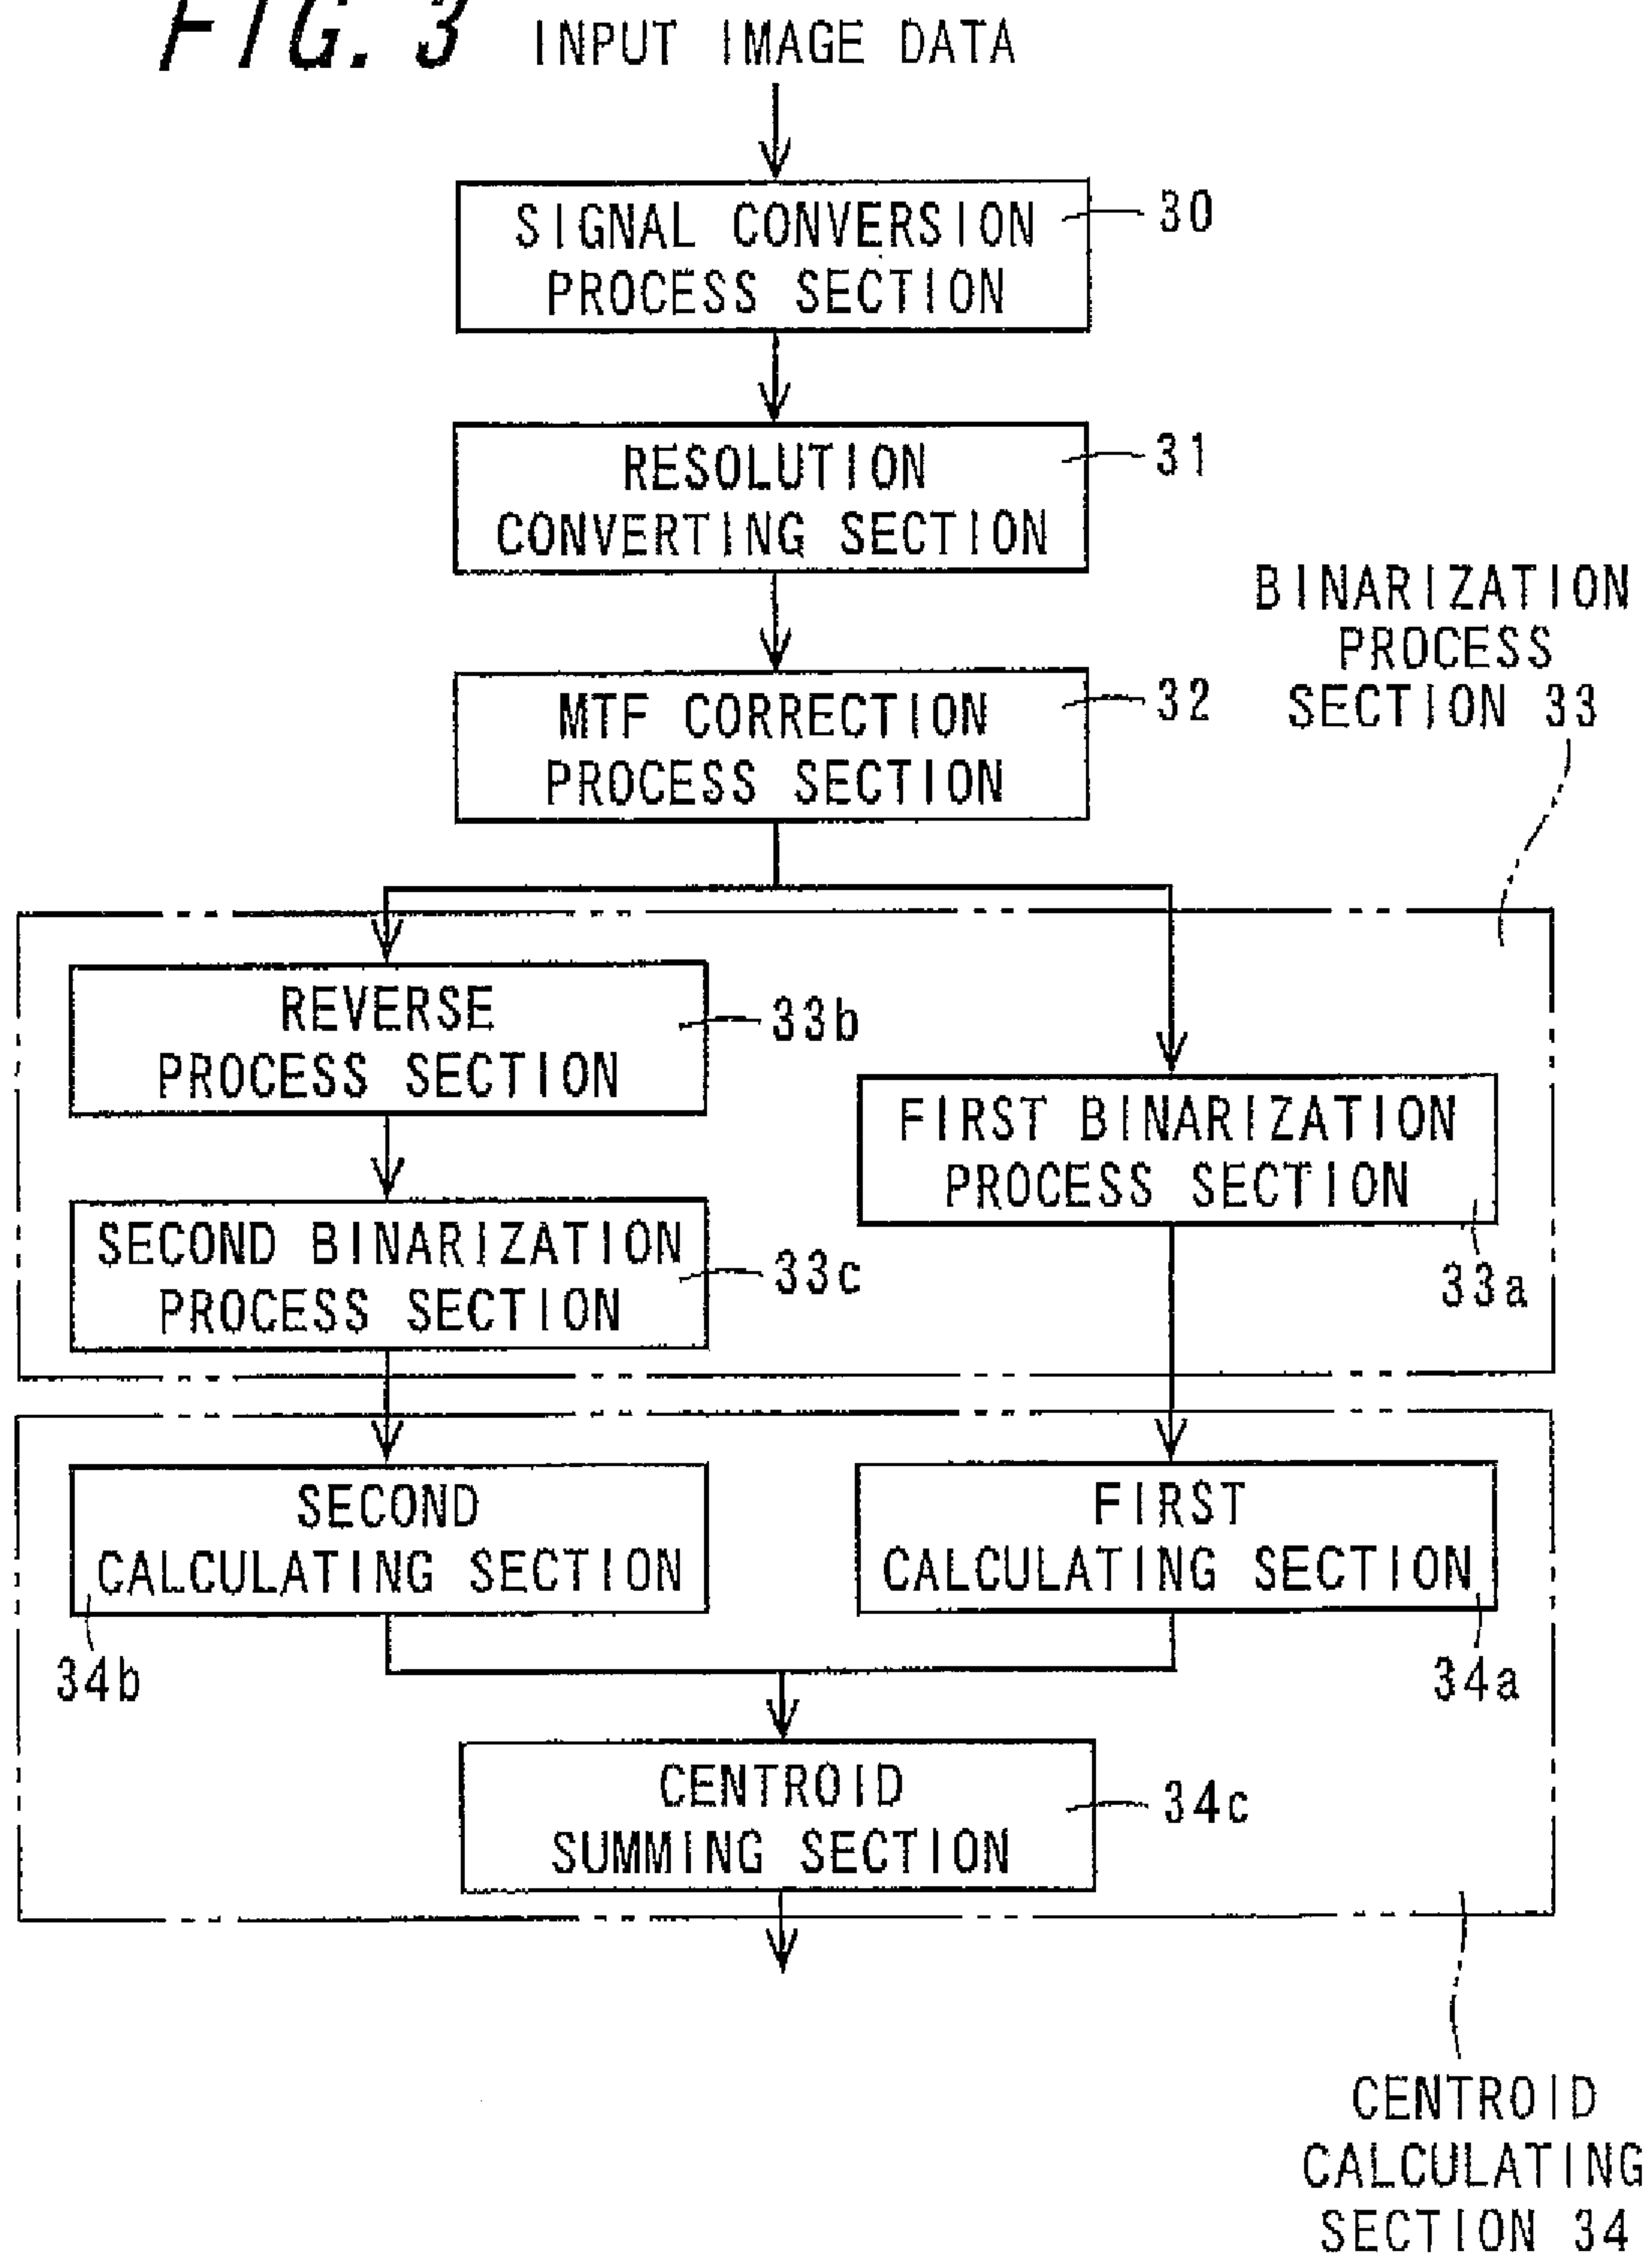 FIG. 3
INPUT IMAGE DATA
SIGNAL CONVERSION
PROCESS SECTION
30
RESOLUTION
CONVERTING SECTION
31
MTF CORRECTION
PROCESS SECTION
32
BINARIZATION
PROCESS
SECTION 33
REVERSE
PROCESS SECTION
33b
FIRST BINARIZATION
PROCESS SECTION
33a
SECOND BINARIZATION
PROCESS SECTION
33c
SECOND
CALCULATING SECTION
34b
FIRST
CALCULATING SECTION
34a
CENTROID
SUMMING SECTION
34c
CENTROID
CALCULATING
SECTION 34